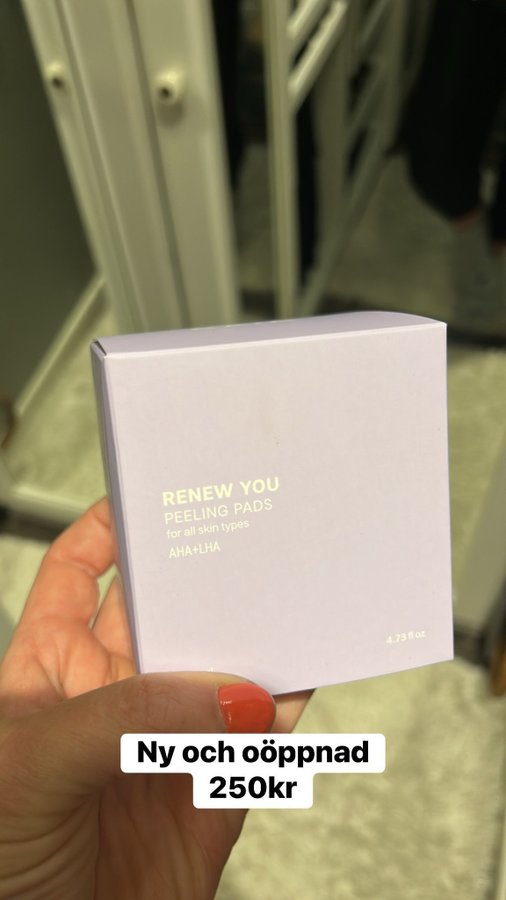 RENEW YOU
PEELING PADS
for all skin types
AHA+LHA
4.73 fl oz
Ny och oöppnad
250kr